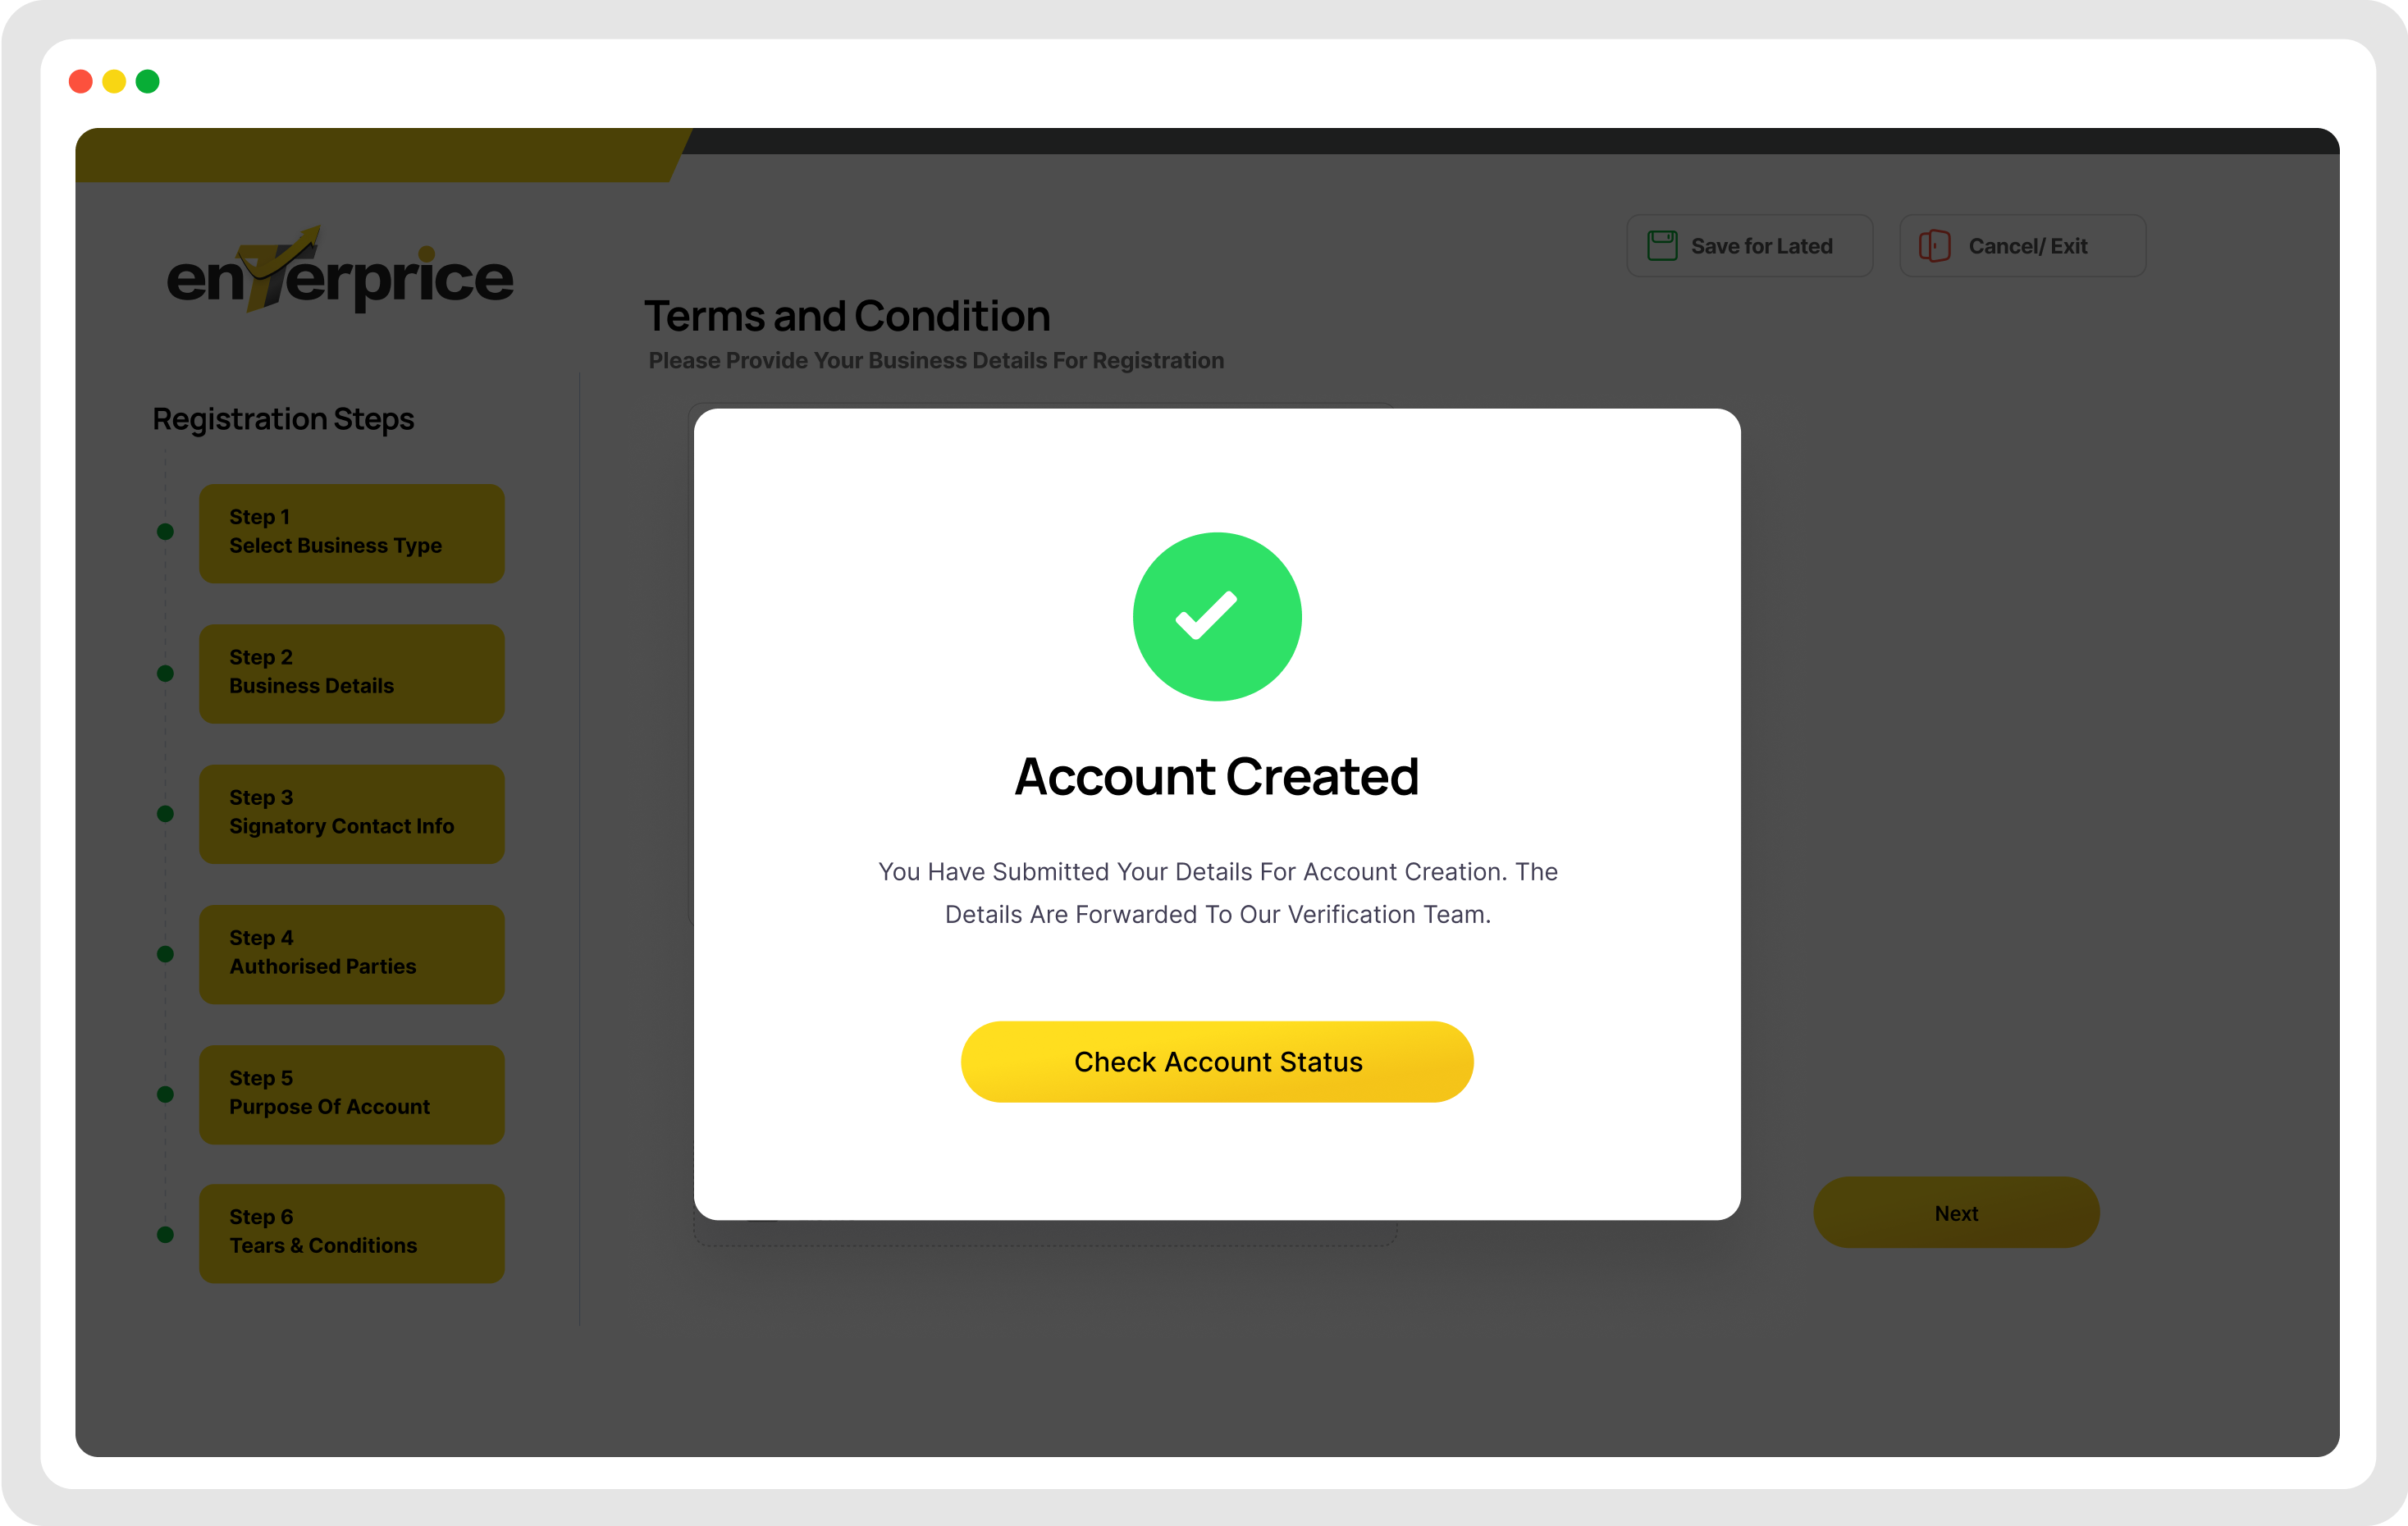 enTerprice
Save for Lated
Cancel/ Exit
Terms and Condition
Please Provide Your Business Details For Registration
Registration Steps
Step 1
Select Business Type
Step 2
Business Details
Step 3
Signatory Contact Info
Step 4
Authorised Parties
Step 5
Purpose Of Account
Step 6
Tears & Conditions
Account Created
You Have Submitted Your Details For Account Creation. The
Details Are Forwarded To Our Verification Team.
Check Account Status
Next